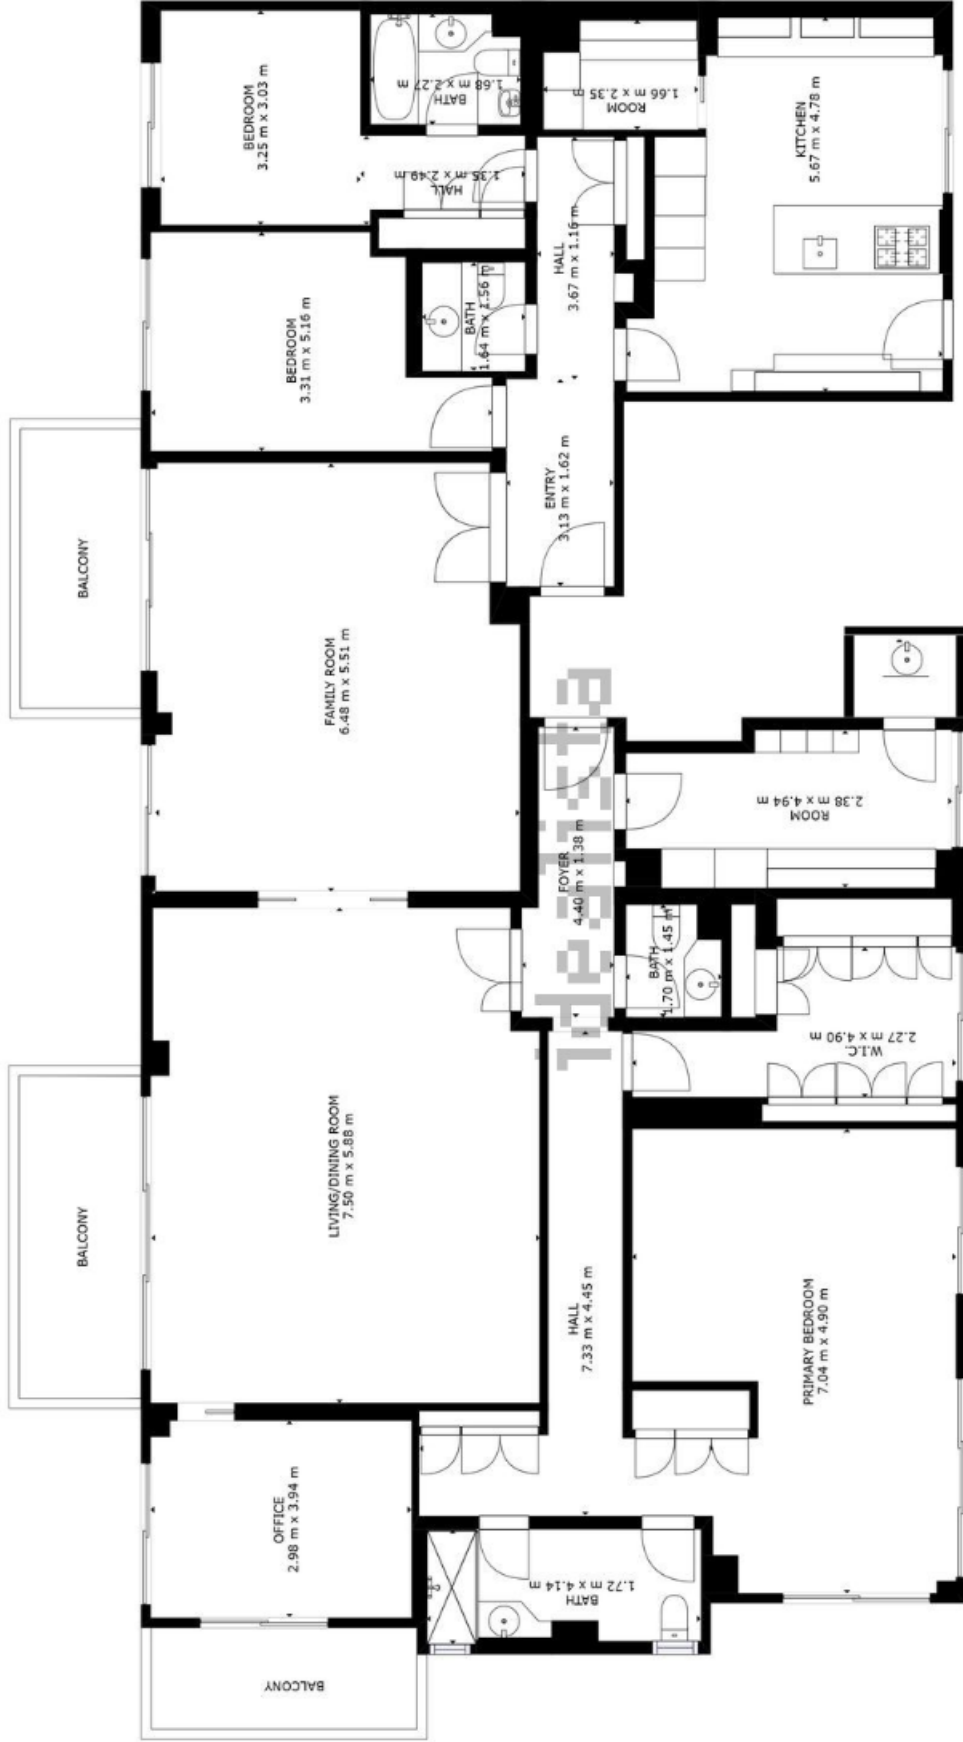 BEDROOM
3.25 m x 3.03 m
BATH
1.68 m x 2.27 m
HALL
1.35 m x 2.49 m
ROOM
1.66 m x 2.35 m
KITCHEN
5.67 m x 4.78 m
BEDROOM
3.31 m x 5.16 m
BATH
1.64 m x 1.56 m
HALL
3.67 m x 1.16 m
ENTRY
3.13 m x 1.62 m
BALCONY
FAMILY ROOM
6.48 m x 5.51 m
FOYER
4.40 m x 1.38 m
ROOM
2.38 m x 4.94 m
BATH
1.70 m x 1.45 m
W.I.C.
2.27 m x 4.90 m
BALCONY
LIVING/DINING ROOM
7.50 m x 5.88 m
HALL
7.33 m x 4.45 m
PRIMARY BEDROOM
7.04 m x 4.90 m
OFFICE
2.98 m x 3.94 m
BATH
1.72 m x 4.14 m
BALCONY